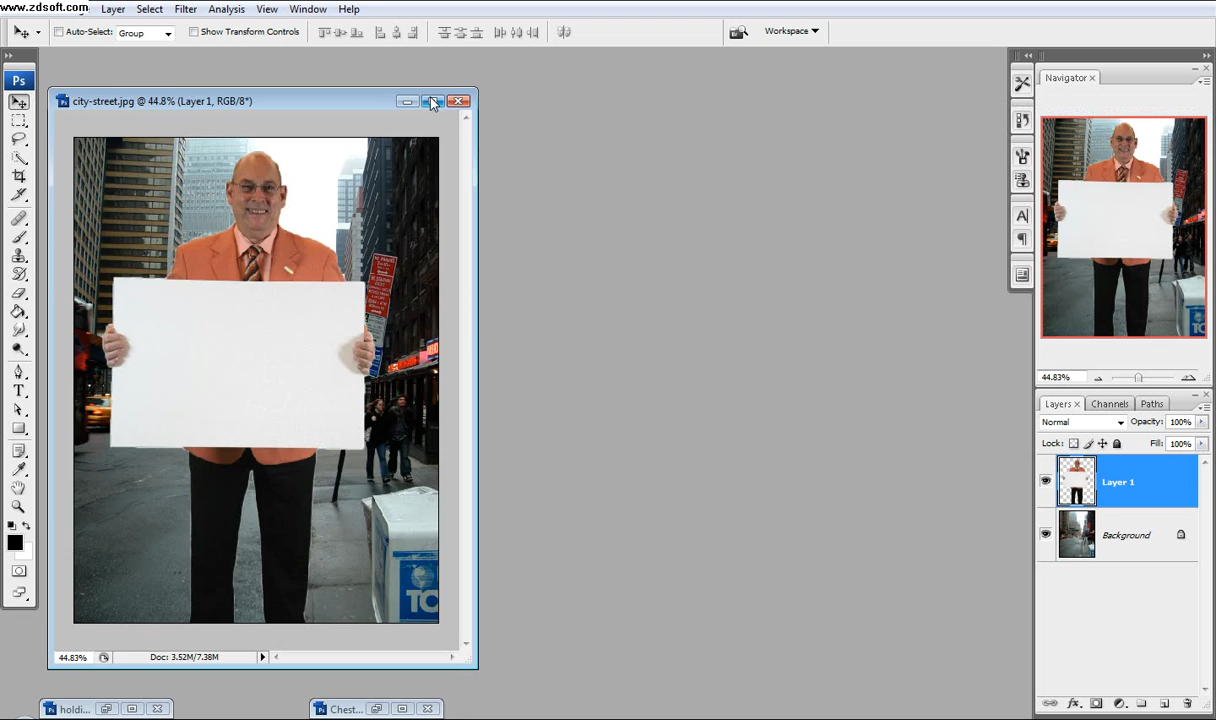 www.zdsoft.com
Layer Select Filter Analysis View Window Help
Auto-Select: Group Show Transform Controls Workspace
Ps
city-street.jpg @ 44.8% (Layer 1, RGB/8*)
Navigator
44.83%
Layers Channels Paths
Normal Opacity: 100%
Lock: Fill: 100%
Layer 1
Background
TO
44.83% Doc: 3.52M/7.38M
holdi...
Chest...